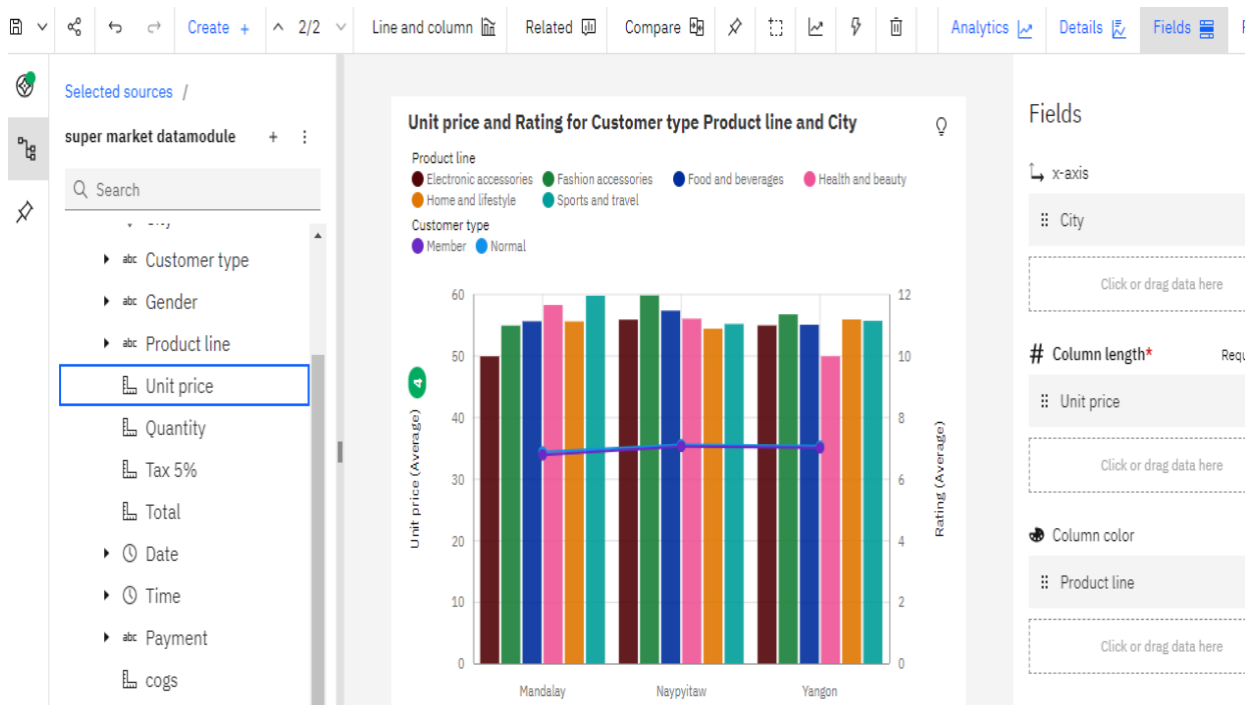 Create + 2/2 Line and column Related Compare Analytics Details Fields
Selected sources /
super market datamodule + 
Search
abc Customer type
abc Gender
abc Product line
Unit price
Quantity
Tax 5%
Total
Date
Time
abc Payment
cogs
Unit price and Rating for Customer type Product line and City
Product line
Electronic accessories Fashion accessories Food and beverages Health and beauty
Home and lifestyle Sports and travel
Customer type
Member Normal
60
50
40
30
20
10
0
Unit price (Average) 4
12
10
8
6
4
2
0
Rating (Average)
Mandalay Naypyitaw Yangon
Fields
x-axis
City
Click or drag data here
# Column length* Requ
Unit price
Click or drag data here
Column color
Product line
Click or drag data here